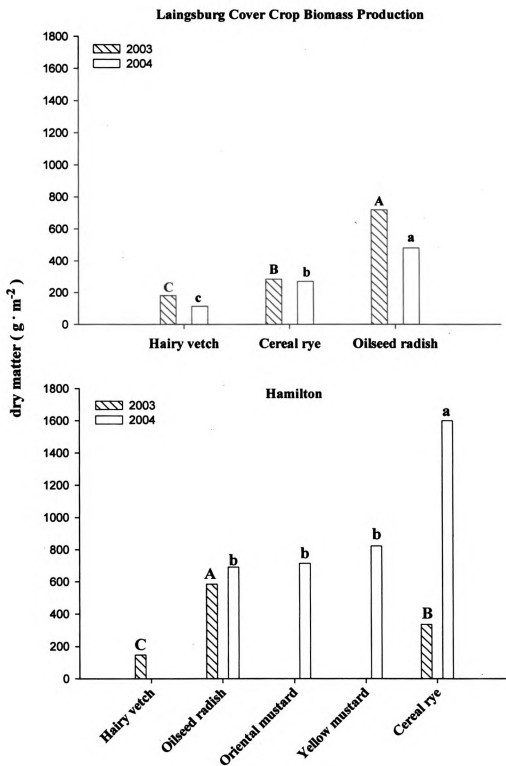 Laingsburg Cover Crop Biomass Production
1800
1600
1400
1200
1000
800
600
400
200
0
2003
2004
C
c
B
b
A
a
Hairy vetch
Cereal rye
Oilseed radish
dry matter ( g · m-2 )
Hamilton
1800
1600
1400
1200
1000
800
600
400
200
0
2003
2004
C
A
b
b
b
B
a
Hairy vetch
Oilseed radish
Oriental mustard
Yellow mustard
Cereal rye